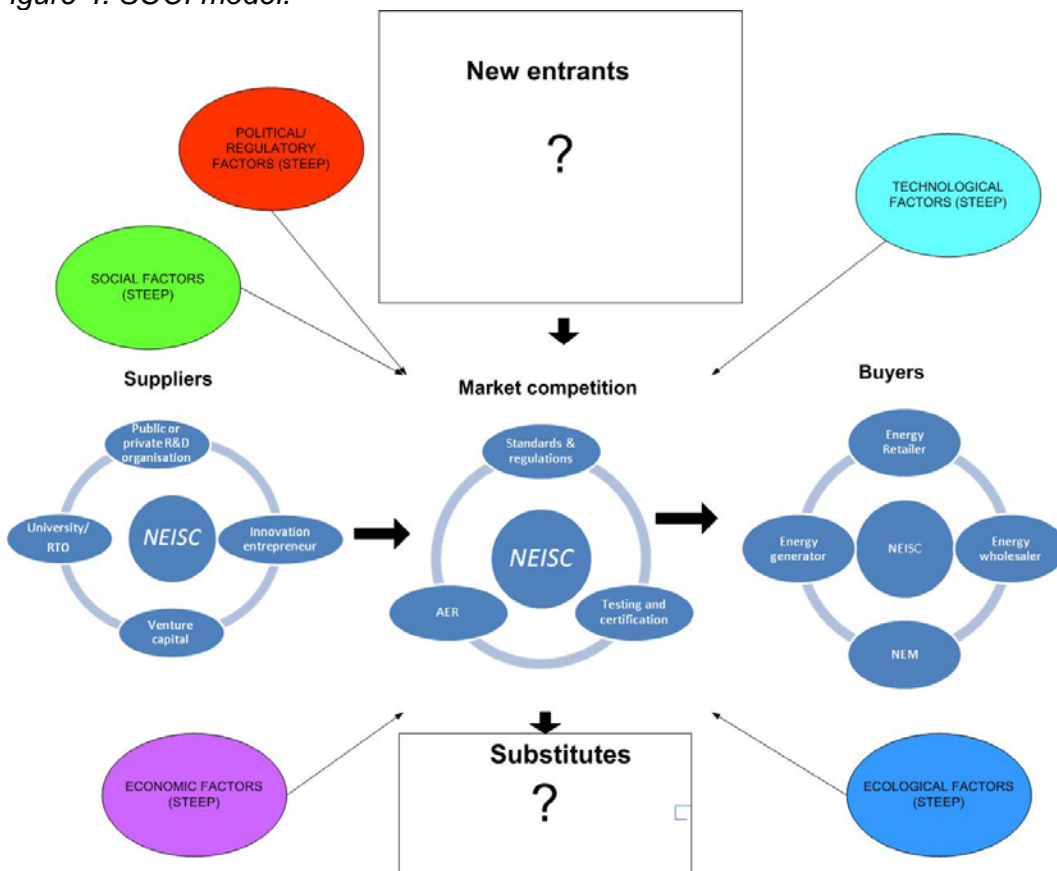 igure 4: SOCI model.
New entrants
?
POLITICAL/
REGULATORY
FACTORS (STEEP)
TECHNOLOGICAL
FACTORS (STEEP)
SOCIAL FACTORS
(STEEP)
Suppliers
Market competition
Buyers
Public or
private R&D
organisation
University/
RTO
NEISC
Innovation
entrepreneur
Venture
capital
Standards &
regulations
NEISC
AER
Testing and
certification
Energy
Retailer
Energy
generator
NEISC
Energy
wholesaler
NEM
Substitutes
?
ECONOMIC FACTORS
(STEEP)
ECOLOGICAL FACTORS
(STEEP)